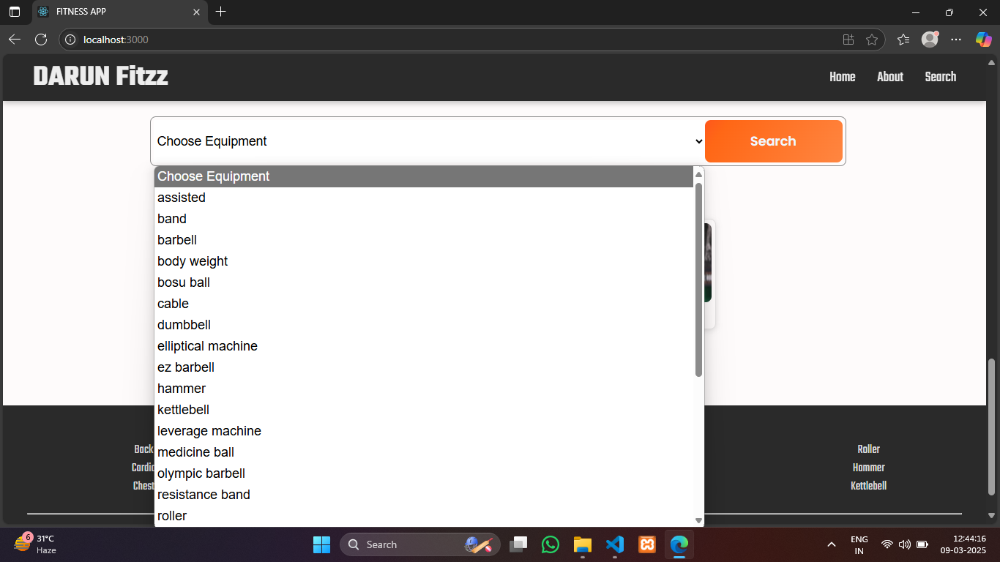 FITNESS APP
localhost:3000
DARUN Fitzz
Home About Search
Choose Equipment
Search
Choose Equipment
assisted
band
barbell
body weight
bosu ball
cable
dumbbell
elliptical machine
ez barbell
hammer
kettlebell
leverage machine
medicine ball
olympic barbell
resistance band
roller
Back
Cardio
Chest
Roller
Hammer
Kettlebell
6
31°C
Haze
Search
ENG
IN
12:44:16
09-03-2025